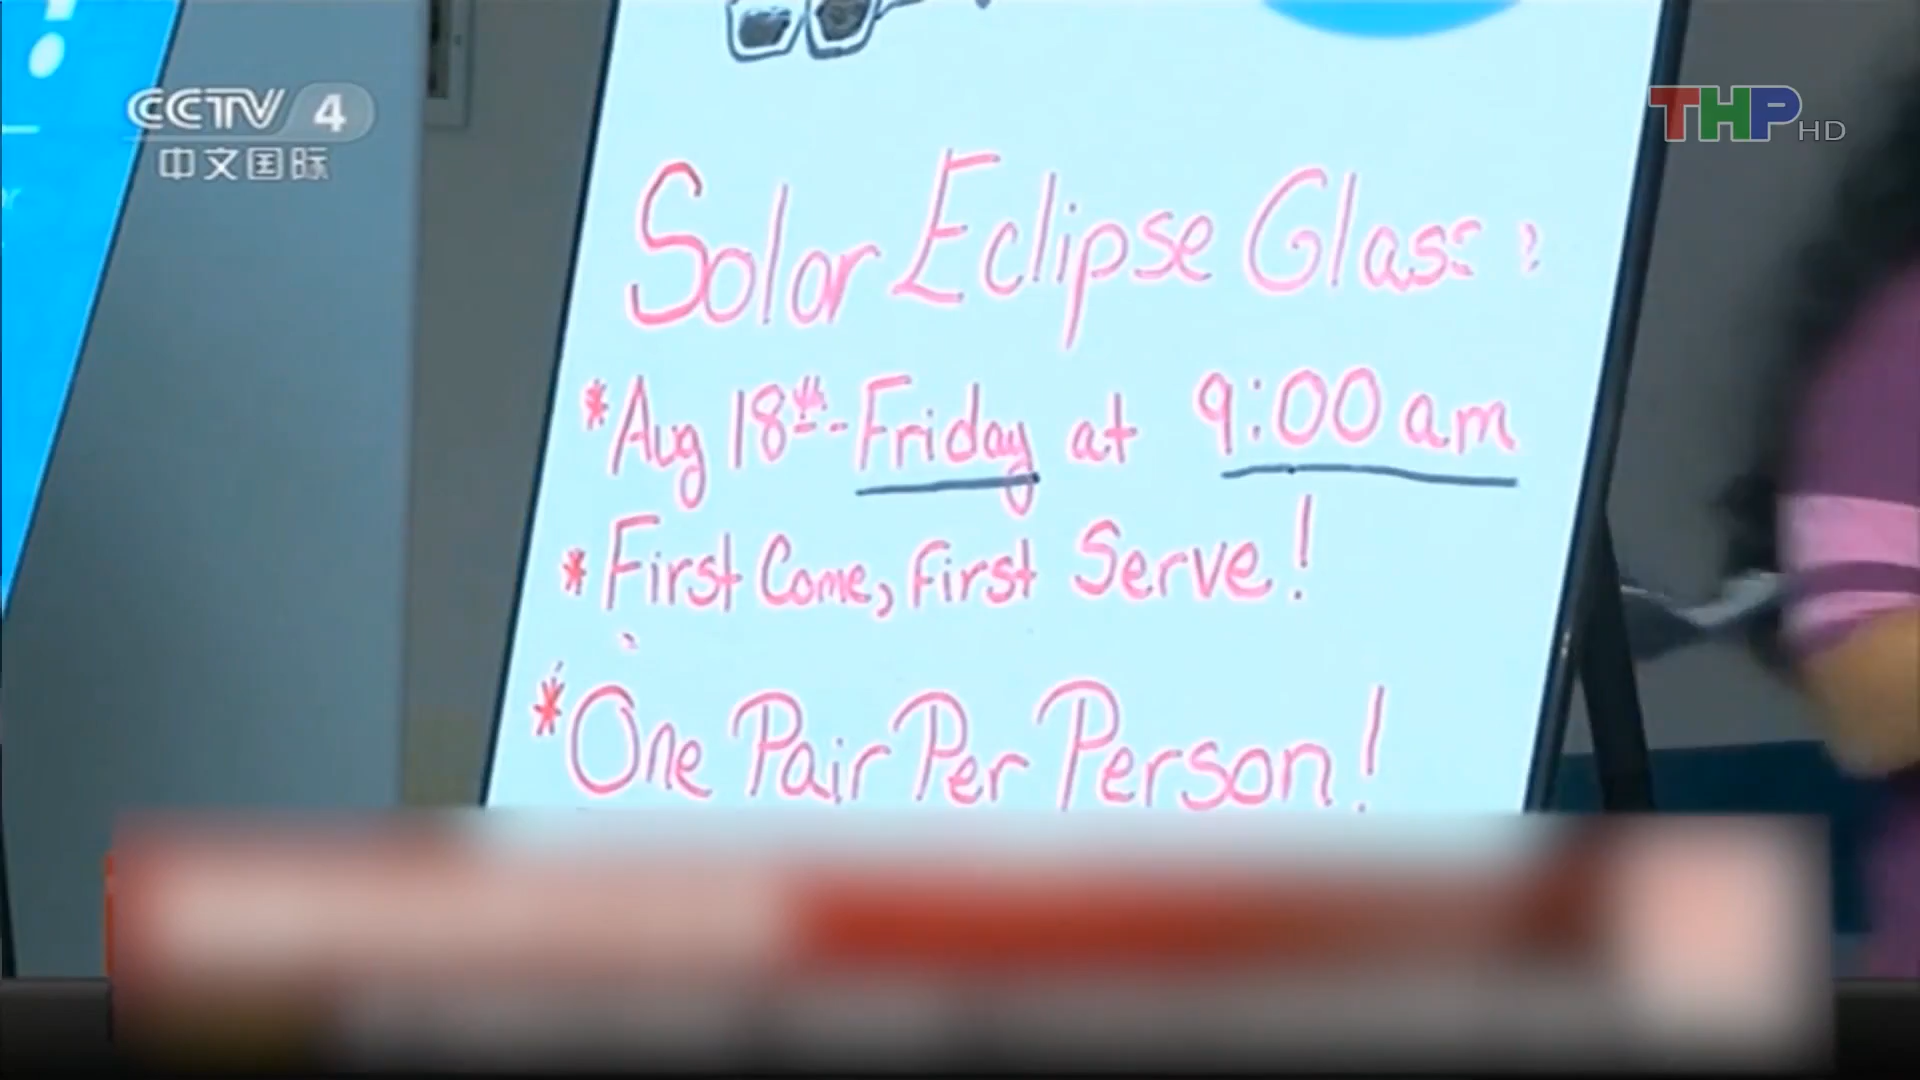 CCTV 4
中文国际
THP HD
Solar Eclipse Glass
*Aug 18th - Friday at 9:00 am
* First Come, First Serve!
*One Pair Per Person!